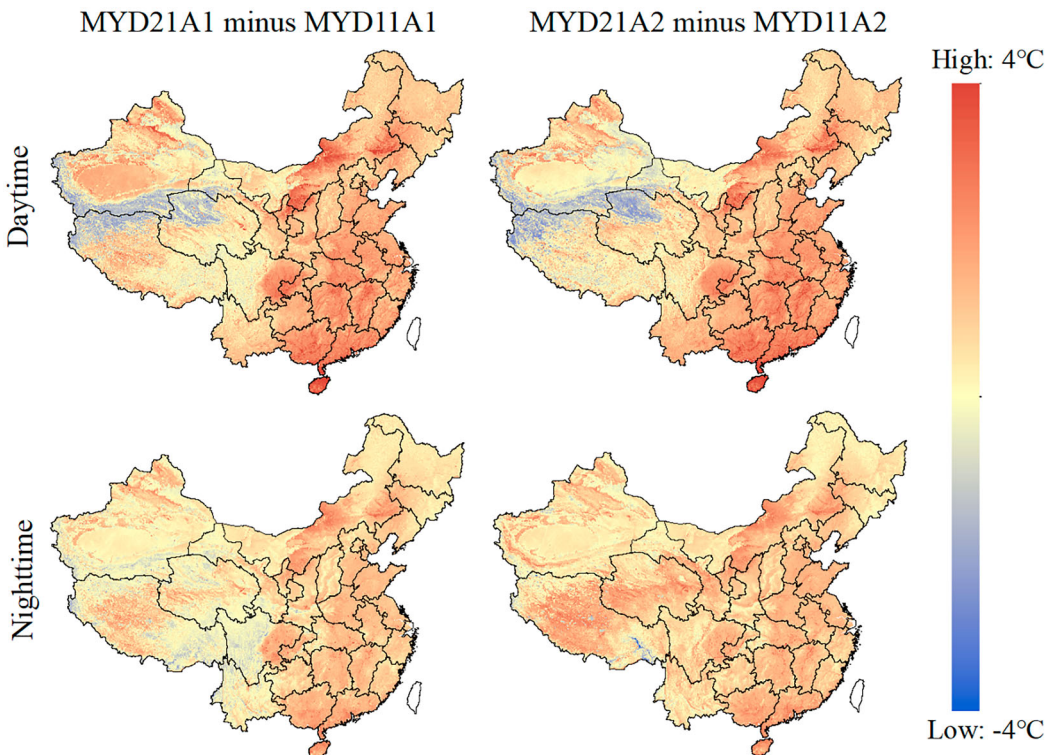 MYD21A1 minus MYD11A1
MYD21A2 minus MYD11A2
High: 4℃
Daytime
Nighttime
Low: -4℃